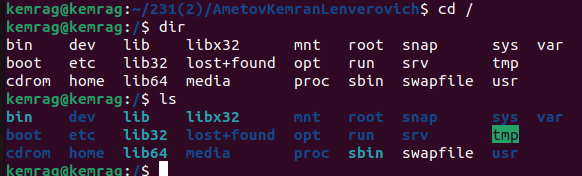 kemrag@kemrag:~/231(2)/AmetovKemranLenverovich$ cd /
kemrag@kemrag:/$ dir
bin dev lib libx32 mnt root snap sys var
boot etc lib32 lost+found opt run srv tmp
cdrom home lib64 media proc sbin swapfile usr
kemrag@kemrag:/$ ls
bin dev lib libx32 mnt root snap sys var
boot etc lib32 lost+found opt run srv tmp
cdrom home lib64 media proc sbin swapfile usr
kemrag@kemrag:/$